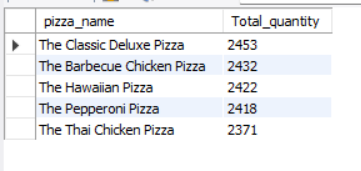 pizza_name Total_quantity
The Classic Deluxe Pizza 2453
The Barbecue Chicken Pizza 2432
The Hawaiian Pizza 2422
The Pepperoni Pizza 2418
The Thai Chicken Pizza 2371